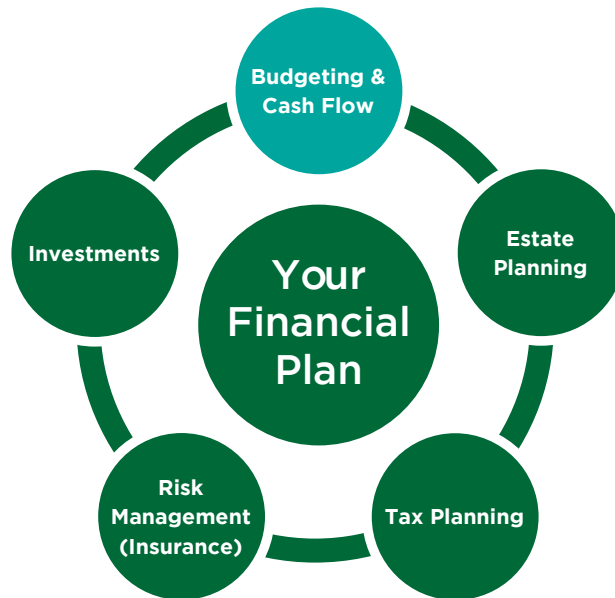 Budgeting &
Cash Flow
Estate
Planning
Tax Planning
Risk
Management
(Insurance)
Investments
Your
Financial
Plan